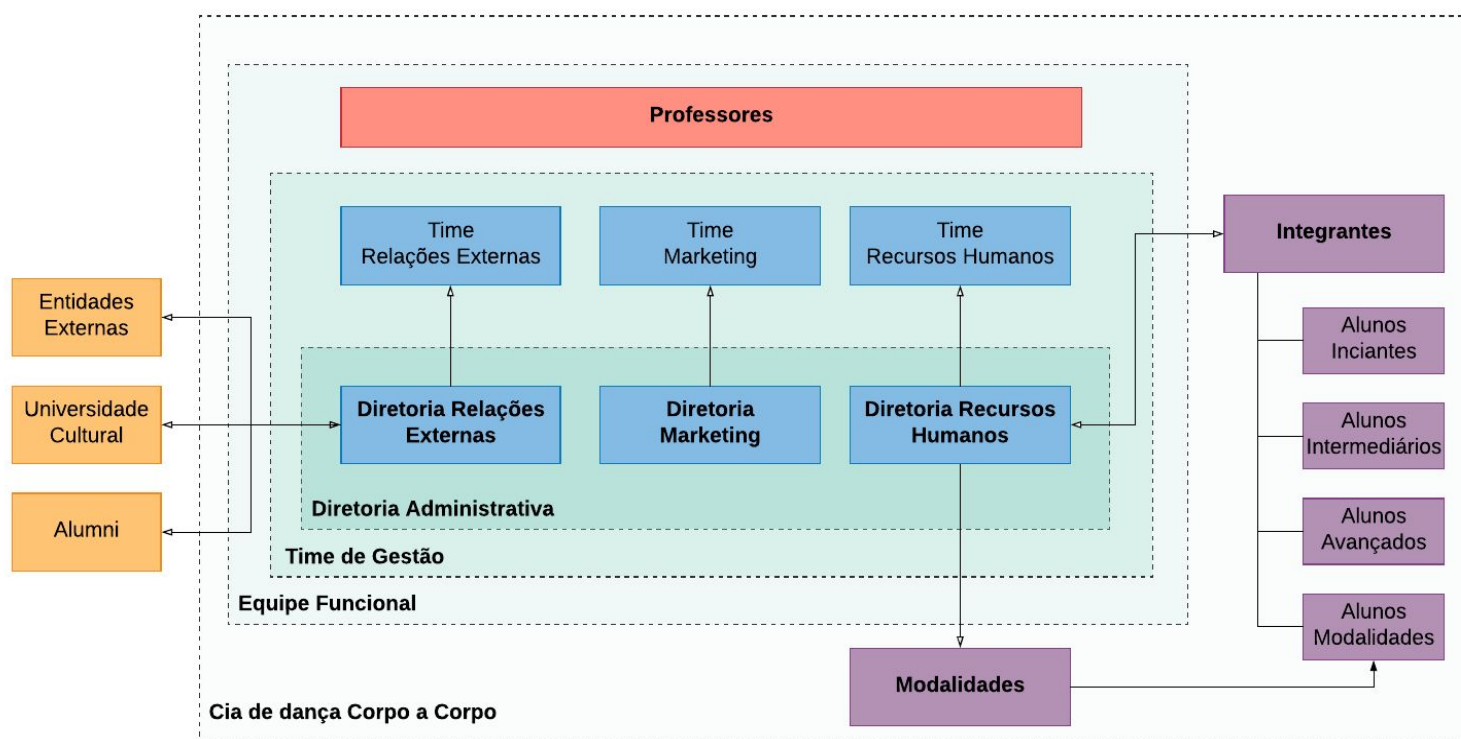 Professores
Time
Relações Externas
Time
Marketing
Time
Recursos Humanos
Integrantes
Entidades
Externas
Alunos
Inciantes
Universidade
Cultural
Diretoria Relações
Externas
Diretoria
Marketing
Diretoria Recursos
Humanos
Alunos
Intermediários
Diretoria Administrativa
Alumni
Alunos
Avançados
Time de Gestão
Equipe Funcional
Alunos
Modalidades
Modalidades
Cia de dança Corpo a Corpo